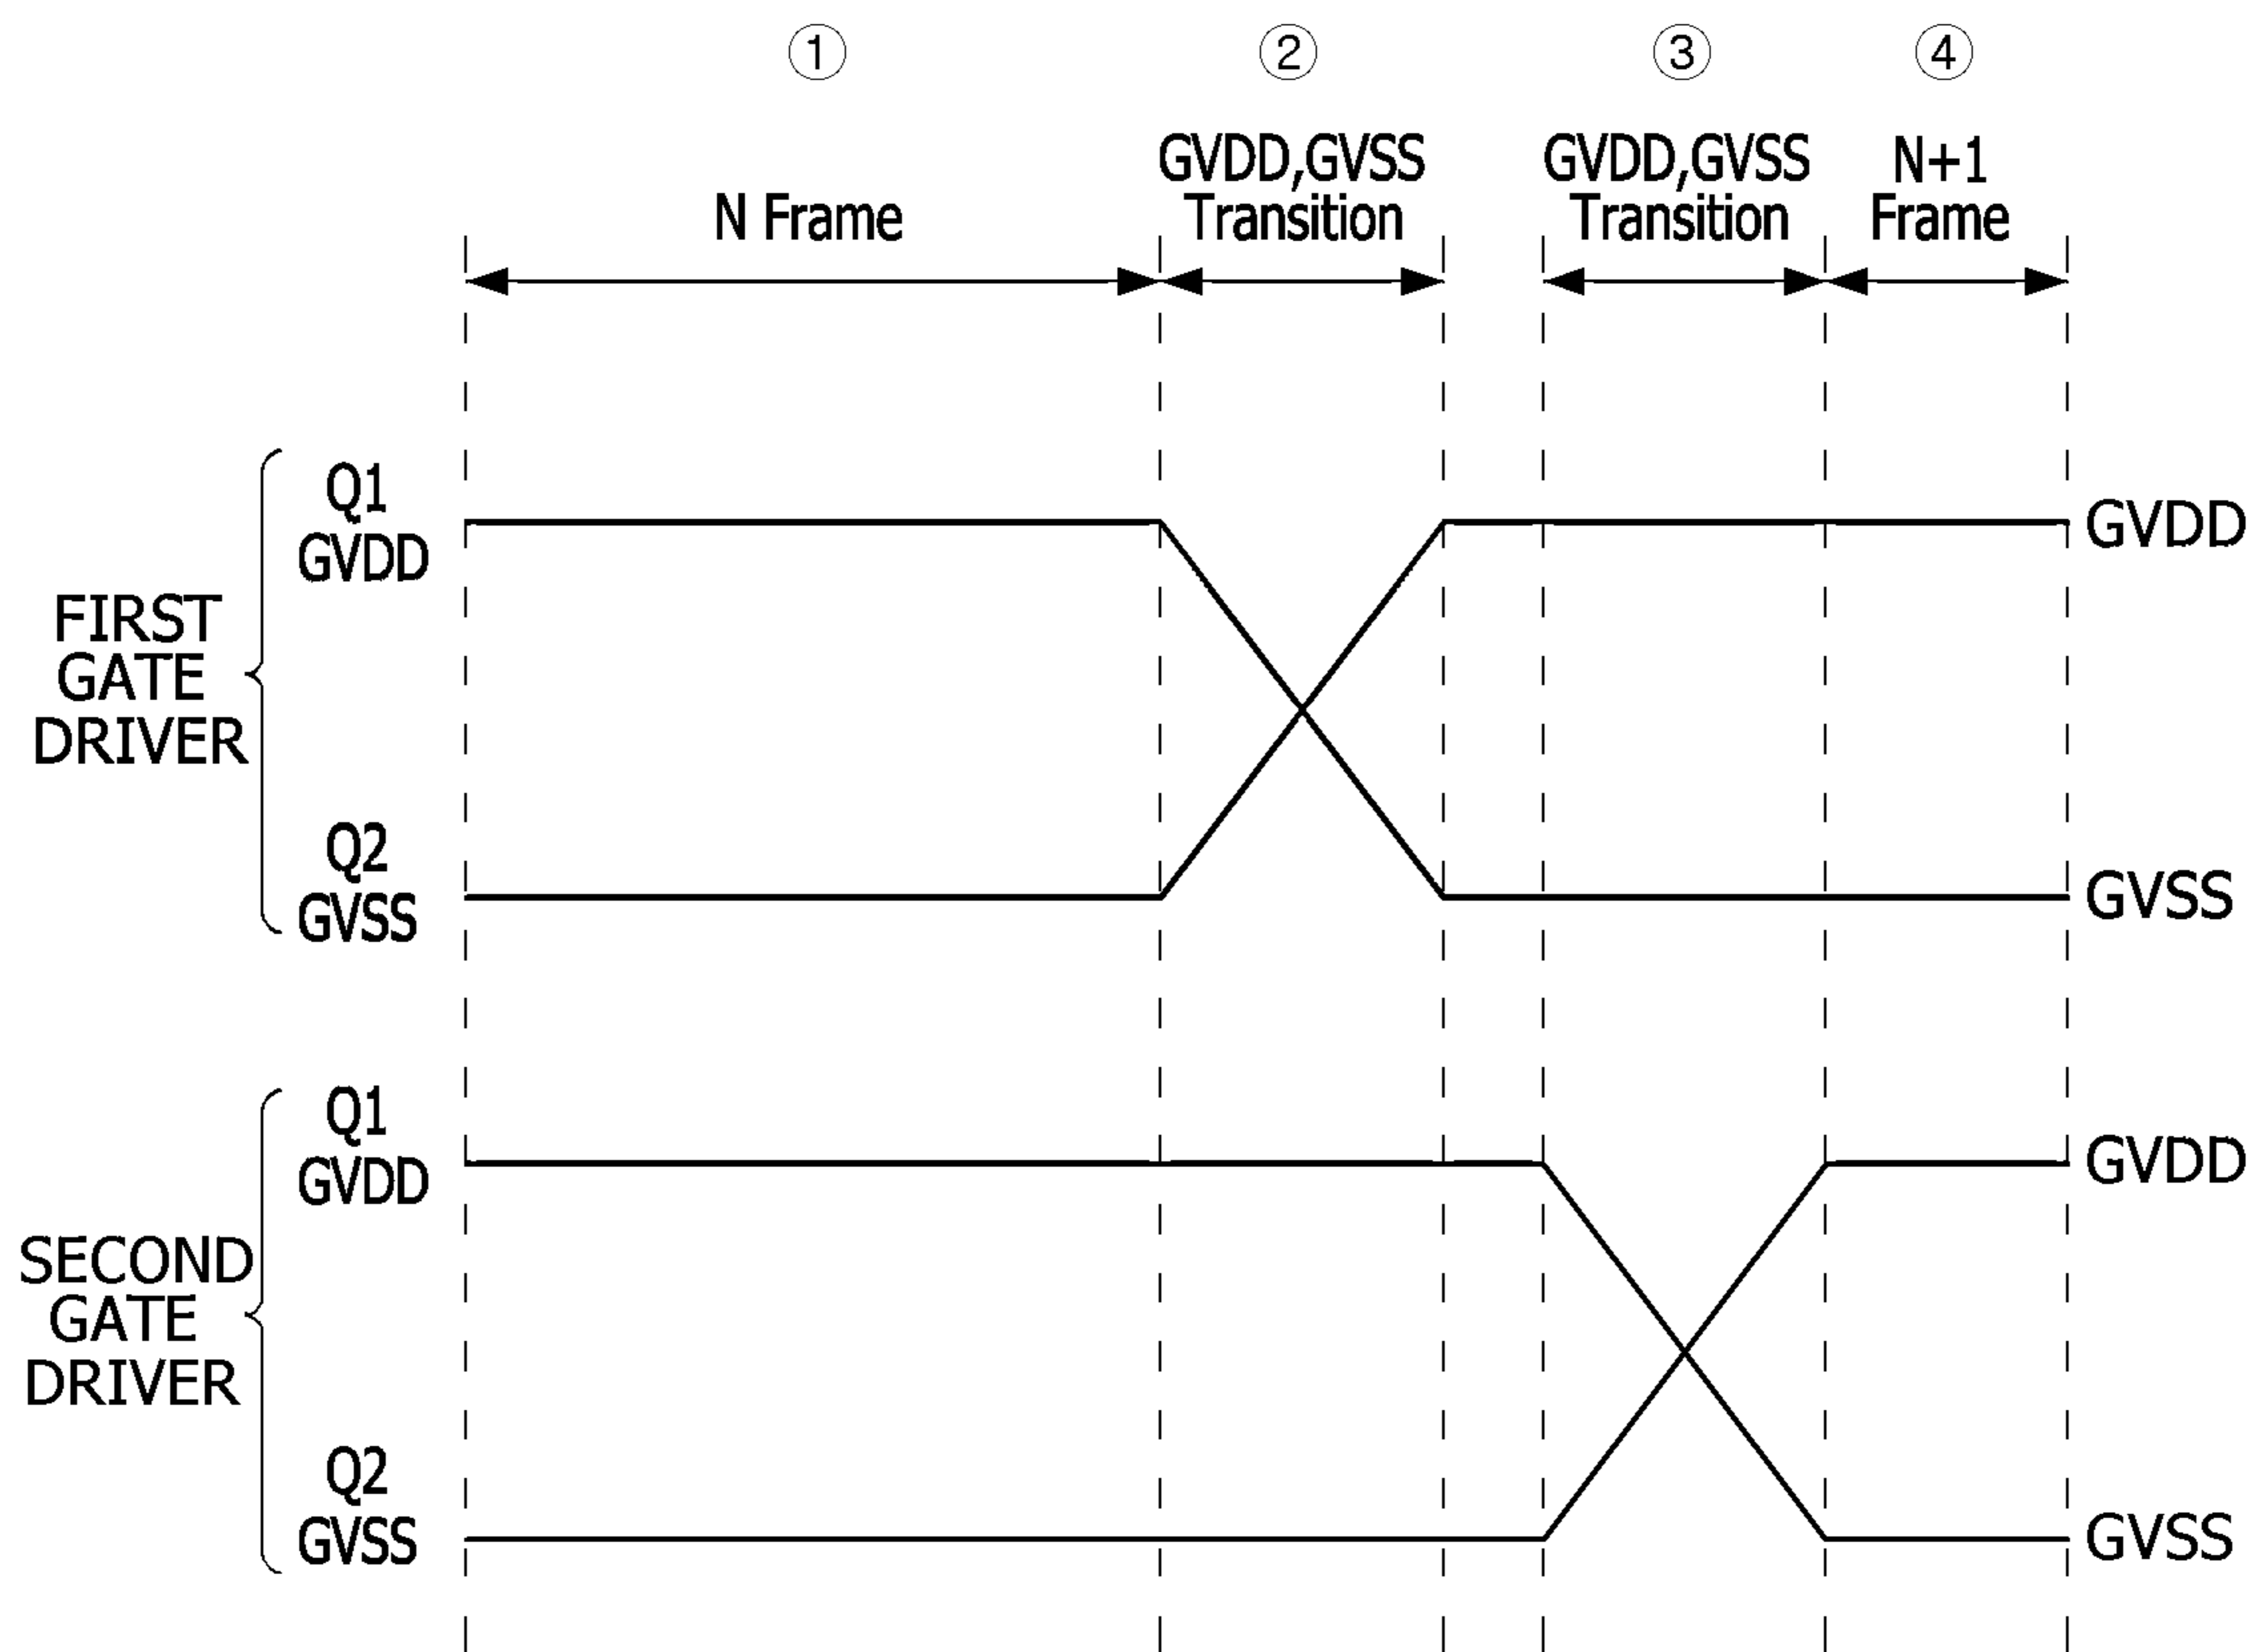 ① ② ③ ④
N Frame
GVDD,GVSS
Transition
GVDD,GVSS
Transition
N+1
Frame
FIRST
GATE
DRIVER
Q1
GVDD
GVDD
Q2
GVSS
GVSS
SECOND
GATE
DRIVER
Q1
GVDD
GVDD
Q2
GVSS
GVSS